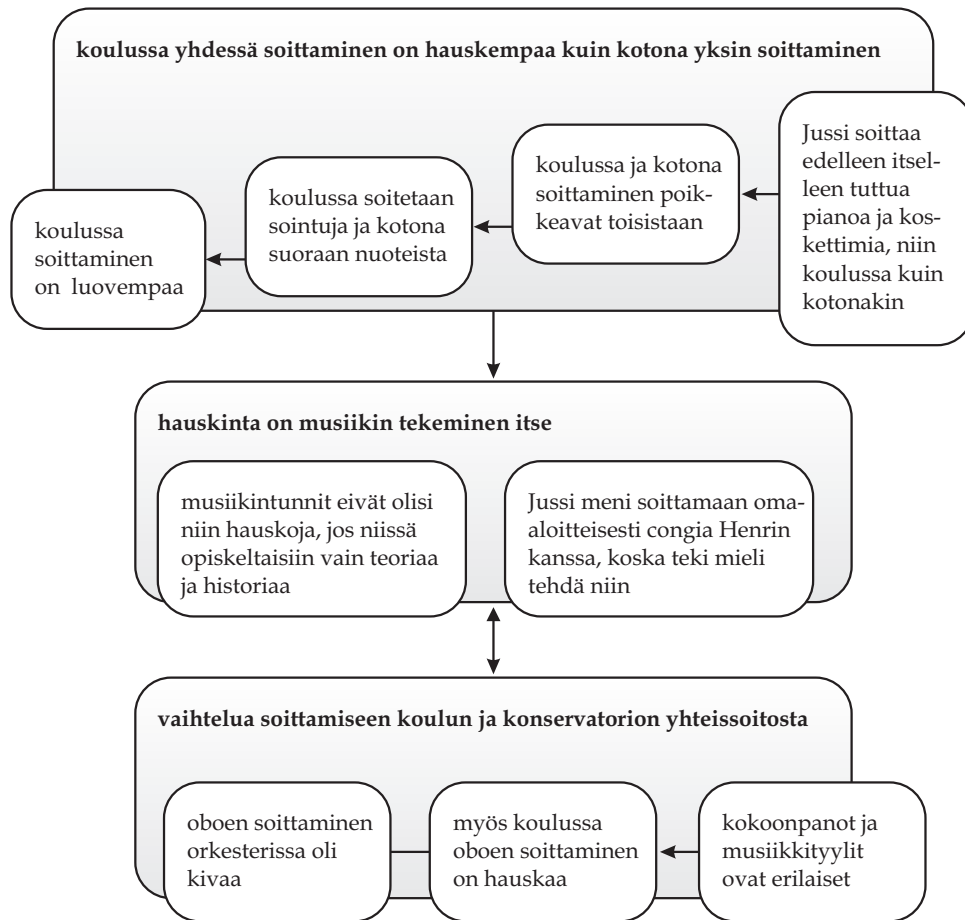 koulussa yhdessä soittaminen on hauskempaa kuin kotona yksin soittaminen
koulussa
soittaminen
on luovempaa
koulussa soitetaan
sointuja ja kotona
suoraan nuoteista
koulussa ja kotona
soittaminen poik-
keavat toisistaan
Jussi soittaa
edelleen itsel-
leen tuttua
pianoa ja kos-
kettimia, niin
koulussa kuin
kotonakin
hauskinta on musiikin tekeminen itse
musiikintunnit eivät olisi
niin hauskoja, jos niissä
opiskeltaisiin vain teoriaa
ja historiaa
Jussi meni soittamaan oma-
aloitteisesti congia Henrin
kanssa, koska teki mieli
tehdä niin
vaihtelua soittamiseen koulun ja konservatorion yhteissoitosta
oboen soittaminen
orkesterissa oli
kivaa
myös koulussa
oboen soittaminen
on hauskaa
kokoonpanot ja
musiikkityylit
ovat erilaiset